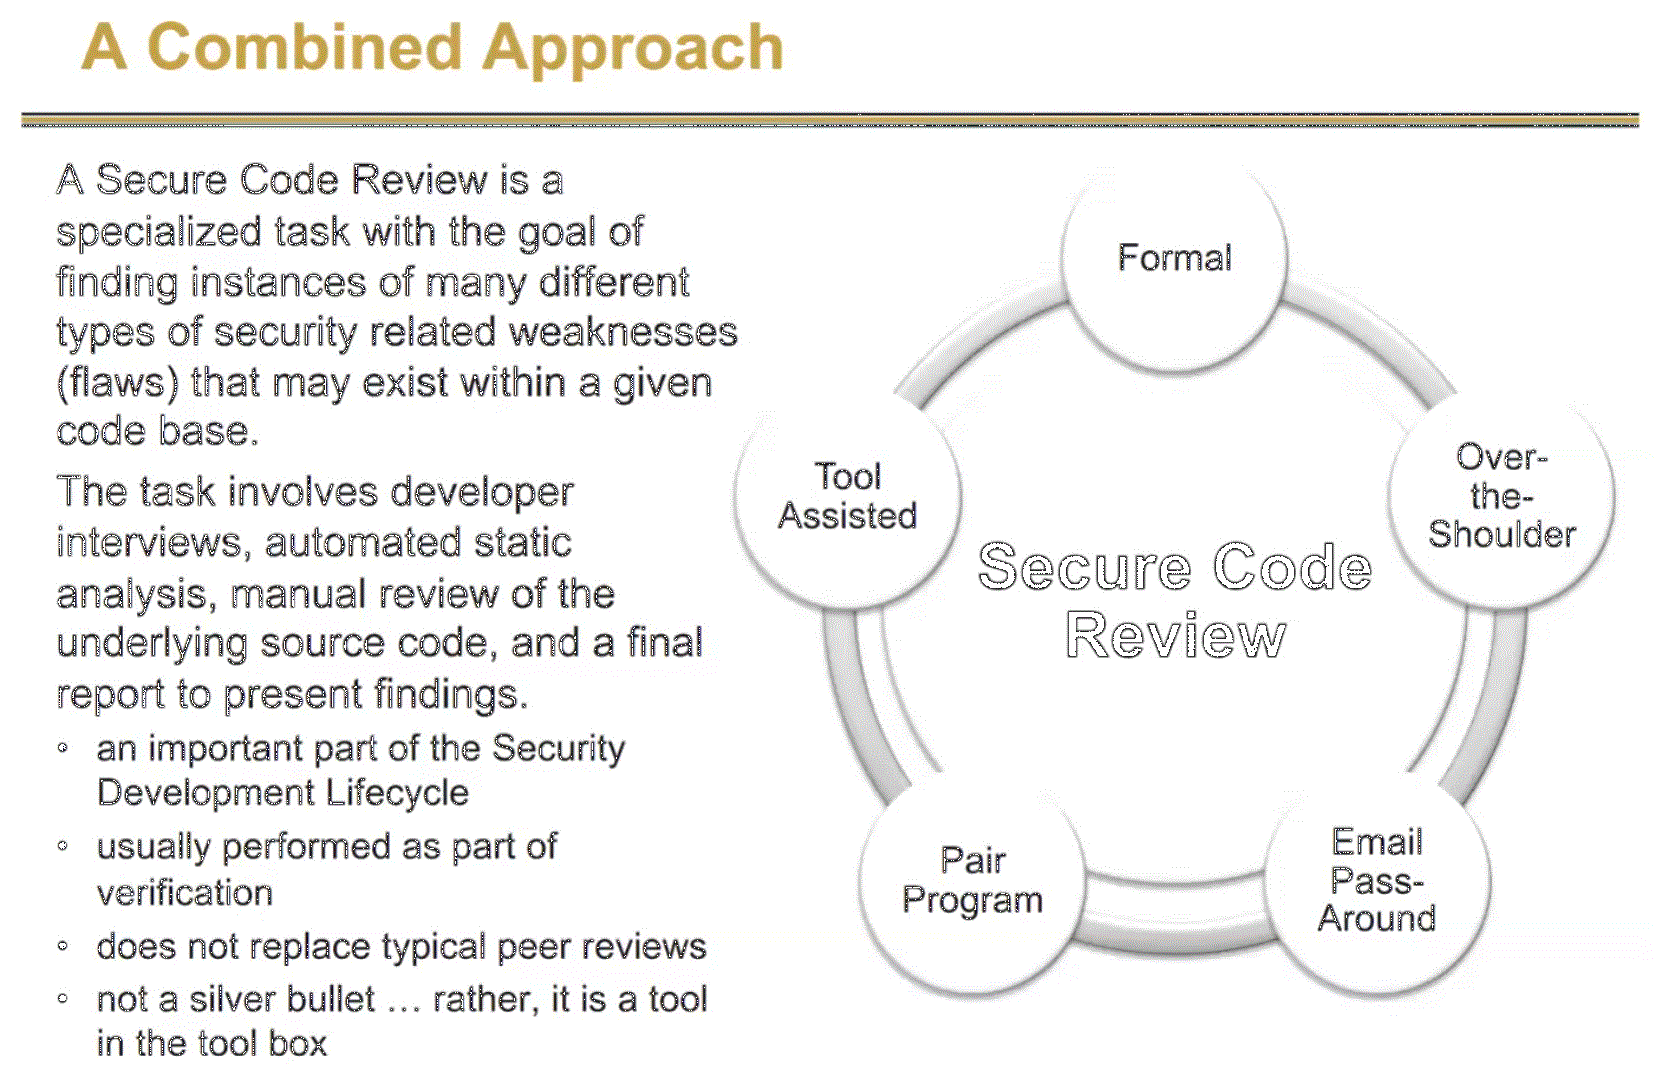 A Combined Approach
A Secure Code Review is a
specialized task with the goal of
finding instances of many different
types of security related weaknesses
(flaws) that may exist within a given
code base.
The task involves developer
interviews, automated static
analysis, manual review of the
underlying source code, and a final
report to present findings.
◦ an important part of the Security
Development Lifecycle
◦ usually performed as part of
verification
◦ does not replace typical peer reviews
◦ not a silver bullet … rather, it is a tool
in the tool box
Formal
Over-
the-
Shoulder
Email
Pass-
Around
Pair
Program
Tool
Assisted
Secure Code
Review